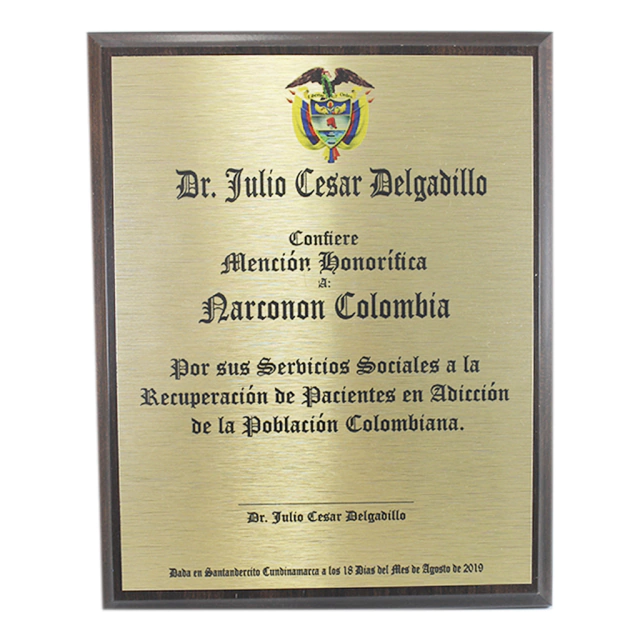 Dr. Julio Cesar Delgadillo
Confiere
Mención Honorífica
A:
Narconon Colombia
Por sus Servicios Sociales a la
Recuperación de Pacientes en Adicción
de la Población Colombiana.
Dr. Julio Cesar Delgadillo
Dada en Santandercito Cundinamarca a los 18 Dias del Mes de Agosto de 2019